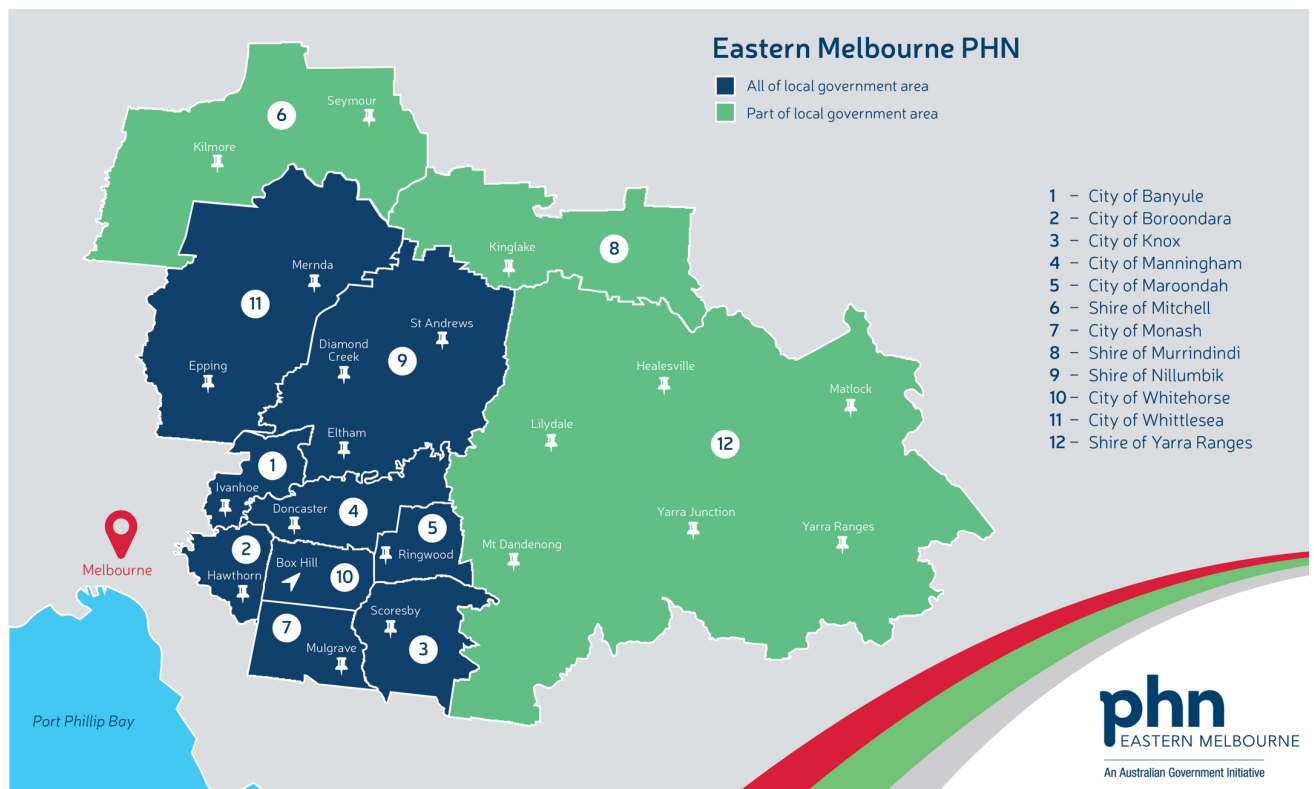 Eastern Melbourne PHN
All of local government area
Part of local government area
1 – City of Banyule
2 – City of Boroondara
3 – City of Knox
4 – City of Manningham
5 – City of Maroondah
6 – Shire of Mitchell
7 – City of Monash
8 – Shire of Murrindindi
9 – Shire of Nillumbik
10 – City of Whitehorse
11 – City of Whittlesea
12 – Shire of Yarra Ranges
Seymour
6
Kilmore
Kinglake
8
Mernda
11
St Andrews
Diamond
Creek
9
Epping
Healesville
Matlock
Lilydale
Eltham
12
1
Ivanhoe
Doncaster
4
Yarra Junction
Yarra Ranges
5
Ringwood
Mt Dandenong
2
Hawthorn
Box Hill
10
Melbourne
Scoresby
7
Mulgrave
3
Port Phillip Bay
phn
EASTERN MELBOURNE
An Australian Government Initiative